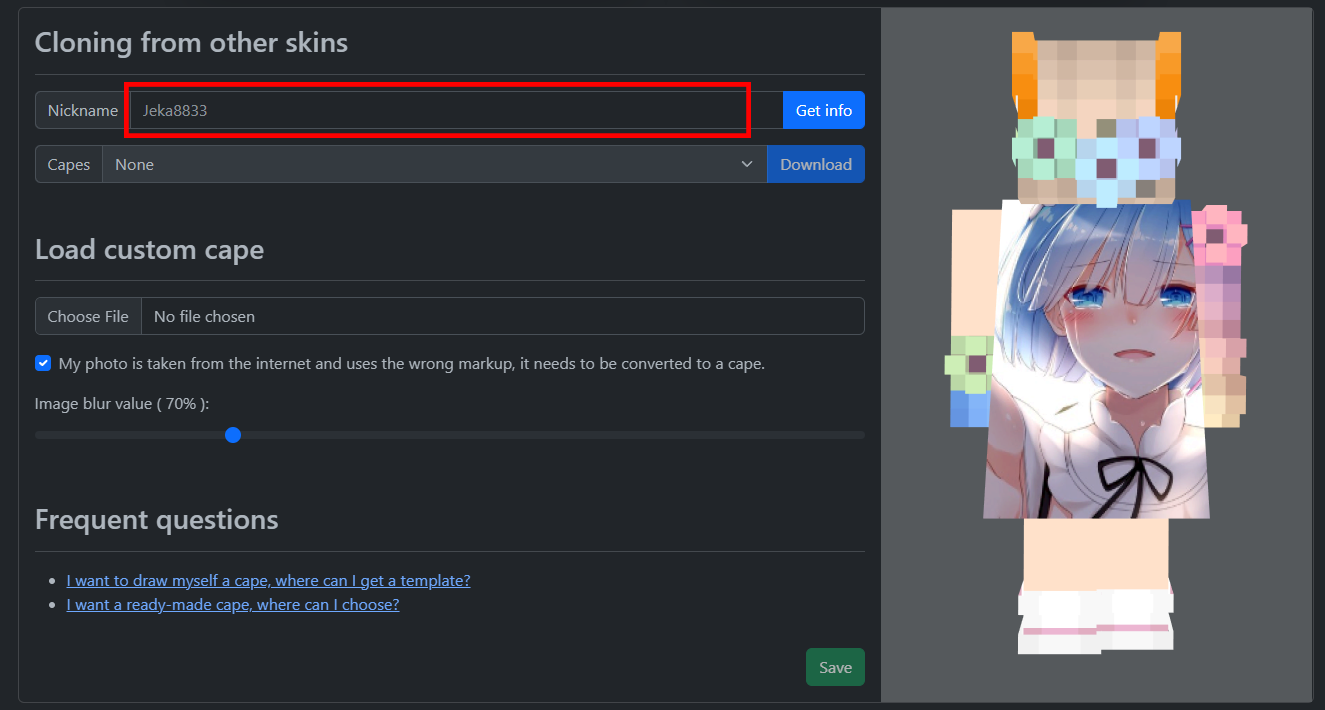 Cloning from other skins
Nickname Jeka8833 Get info
Capes None Download
Load custom cape
Choose File No file chosen
My photo is taken from the internet and uses the wrong markup, it needs to be converted to a cape.
Image blur value ( 70% ):
Frequent questions
I want to draw myself a cape, where can I get a template?
I want a ready-made cape, where can I choose?
Save